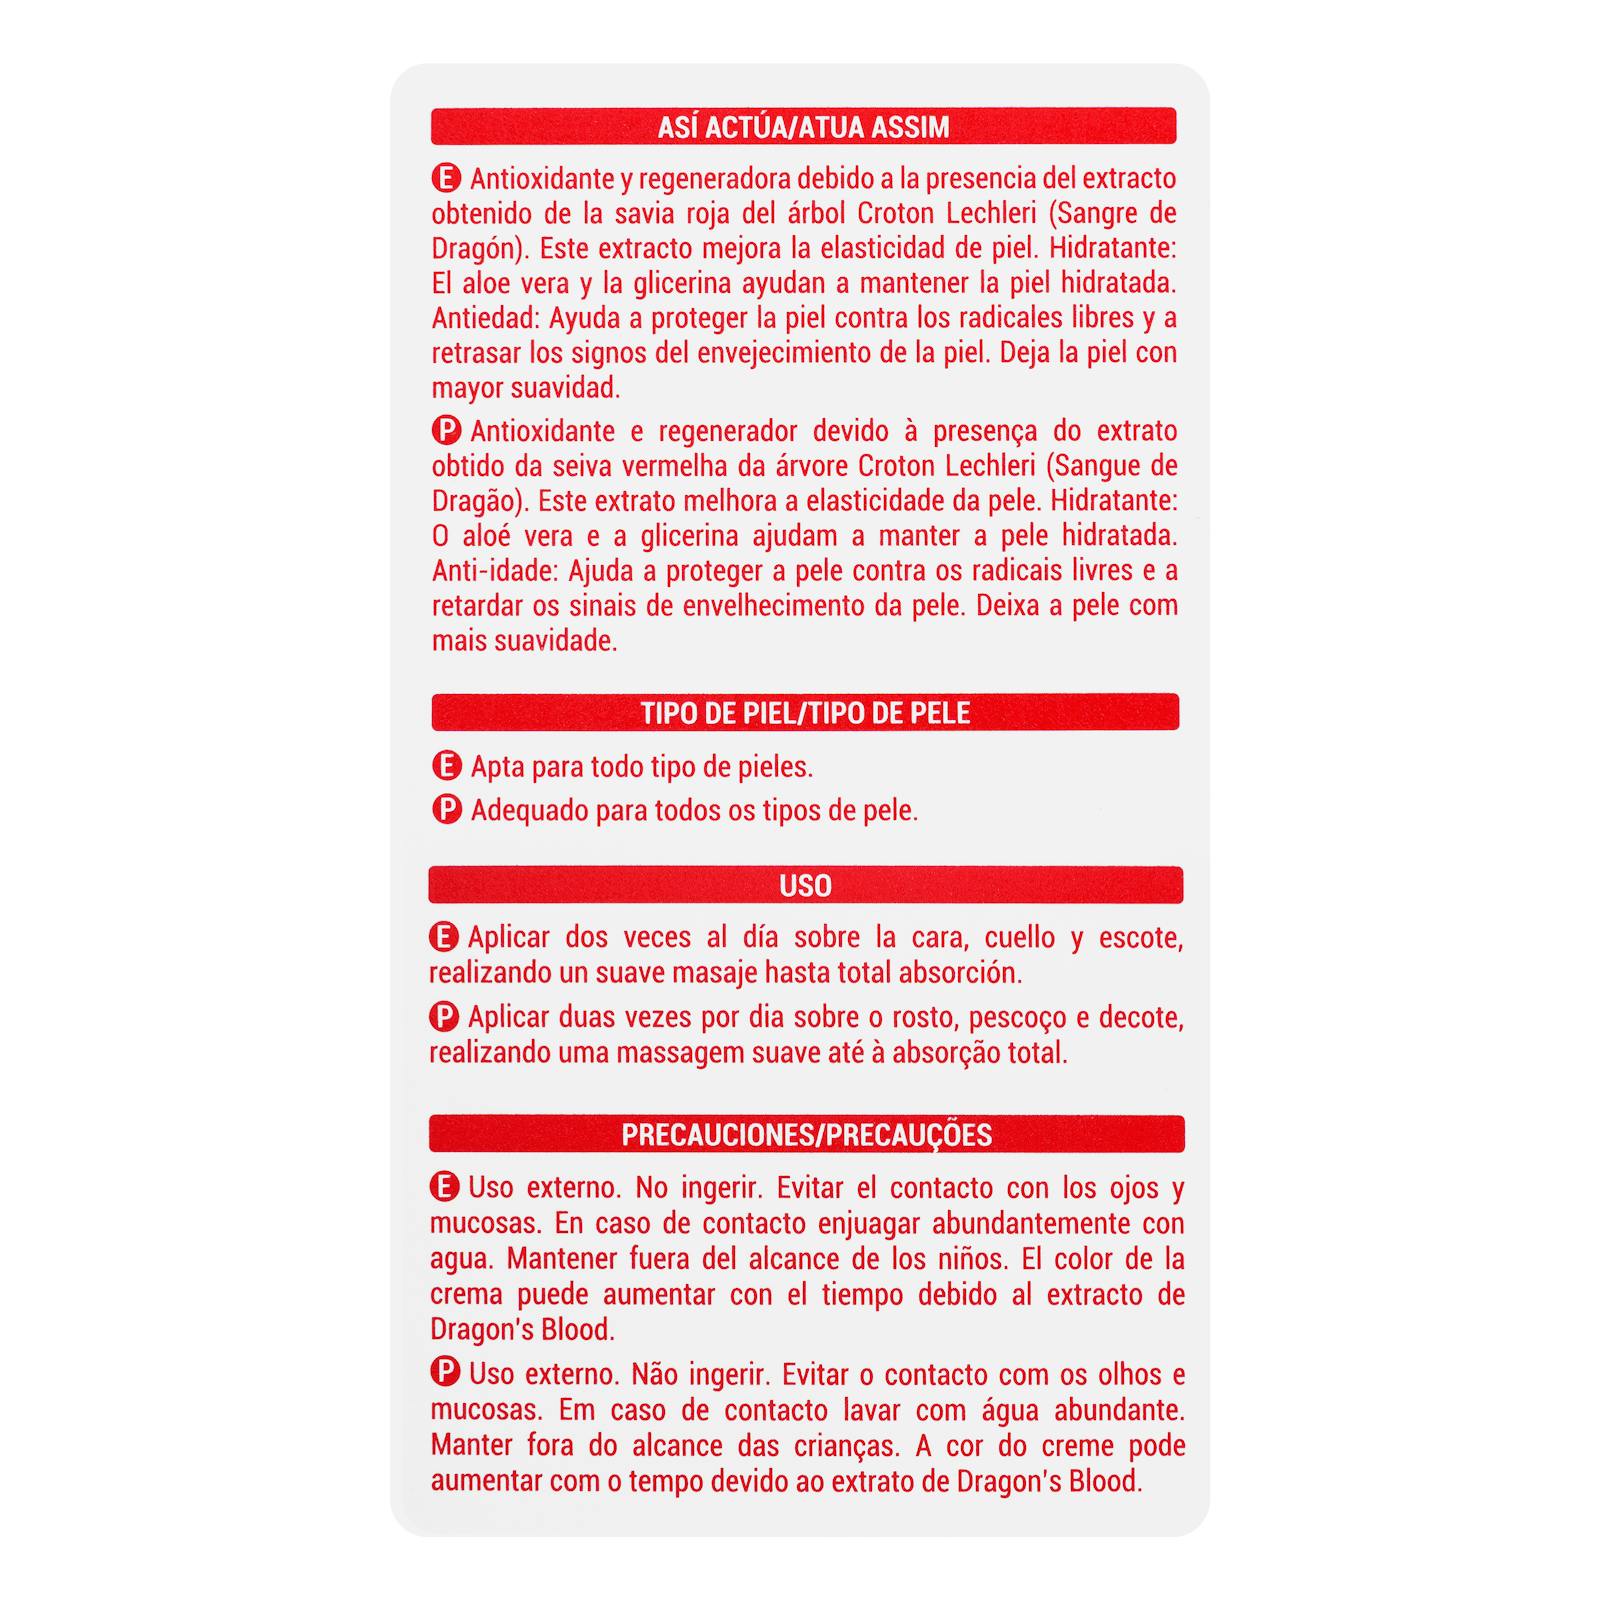 ASÍ ACTÚA/ATUA ASSIM
E Antioxidante y regeneradora debido a la presencia del extracto
obtenido de la savia roja del árbol Croton Lechleri (Sangre de
Dragón). Este extracto mejora la elasticidad de piel. Hidratante:
El aloe vera y la glicerina ayudan a mantener la piel hidratada.
Antiedad: Ayuda a proteger la piel contra los radicales libres y a
retrasar los signos del envejecimiento de la piel. Deja la piel con
mayor suavidad.
P Antioxidante e regenerador devido à presença do extrato
obtido da seiva vermelha da árvore Croton Lechleri (Sangue de
Dragão). Este extrato melhora a elasticidade da pele. Hidratante:
O aloé vera e a glicerina ajudam a manter a pele hidratada.
Anti-idade: Ajuda a proteger a pele contra os radicais livres e a
retardar os sinais de envelhecimento da pele. Deixa a pele com
mais suavidade.
TIPO DE PIEL/TIPO DE PELE
E Apta para todo tipo de pieles.
P Adequado para todos os tipos de pele.
USO
E Aplicar dos veces al día sobre la cara, cuello y escote,
realizando un suave masaje hasta total absorción.
P Aplicar duas vezes por dia sobre o rosto, pescoço e decote,
realizando uma massagem suave até à absorção total.
PRECAUCIONES/PRECAUÇÕES
E Uso externo. No ingerir. Evitar el contacto con los ojos y
mucosas. En caso de contacto enjuagar abundantemente con
agua. Mantener fuera del alcance de los niños. El color de la
crema puede aumentar con el tiempo debido al extracto de
Dragon's Blood.
P Uso externo. Não ingerir. Evitar o contacto com os olhos e
mucosas. Em caso de contacto lavar com água abundante.
Manter fora do alcance das crianças. A cor do creme pode
aumentar com o tempo devido ao extrato de Dragon's Blood.